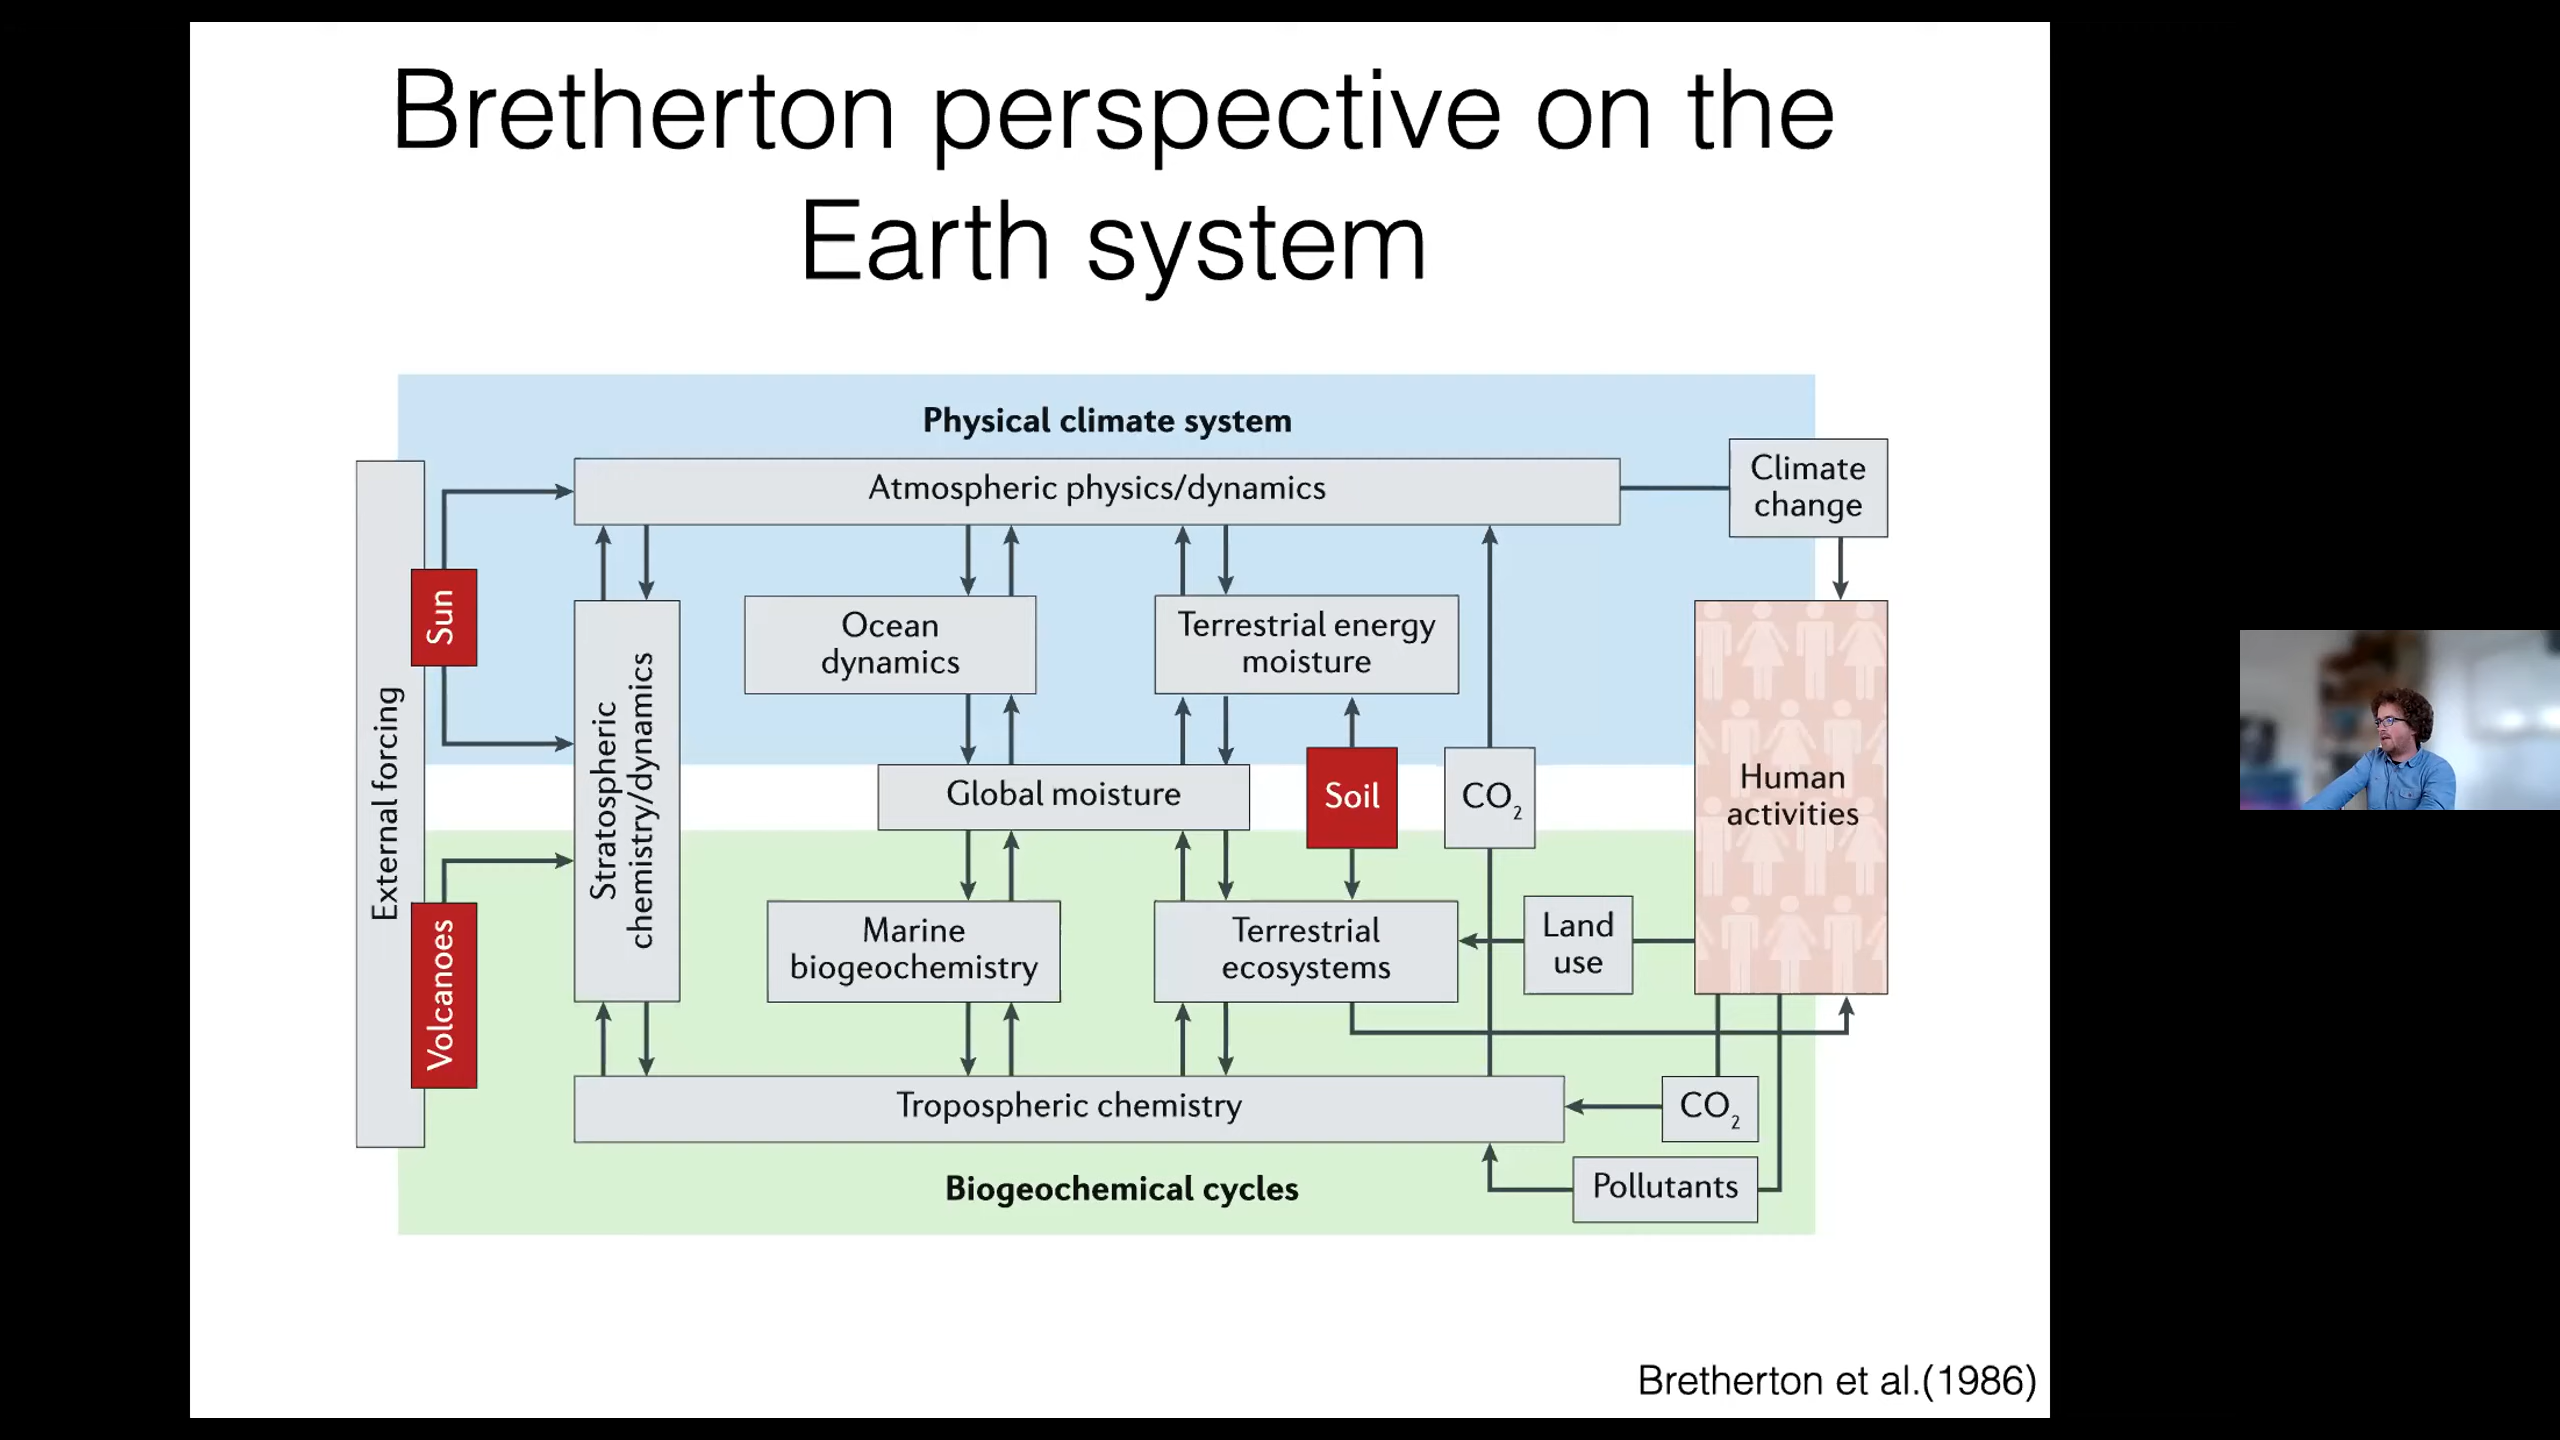 Bretherton perspective on the
Earth system
Physical climate system
Atmospheric physics/dynamics
Climate
change
External forcing
Sun
Stratospheric
chemistry/dynamics
Ocean
dynamics
Terrestrial energy
moisture
Global moisture
Soil
CO₂
Human
activities
Volcanoes
Marine
biogeochemistry
Terrestrial
ecosystems
Land
use
Tropospheric chemistry
CO₂
Biogeochemical cycles
Pollutants
Bretherton et al.(1986)